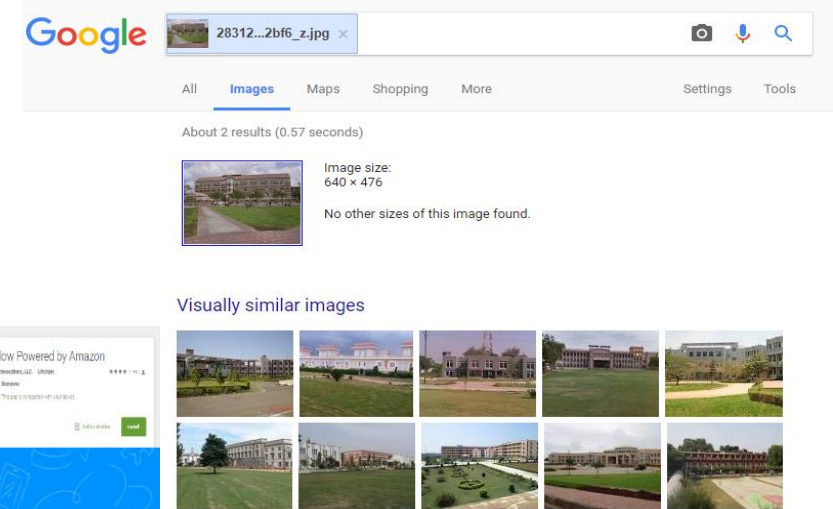 Google
28312...2bf6_z.jpg ×
All Images Maps Shopping More Settings Tools
About 2 results (0.57 seconds)
Image size:
640 × 476
No other sizes of this image found.
Visually similar images
low Powered by Amazon
Everyone